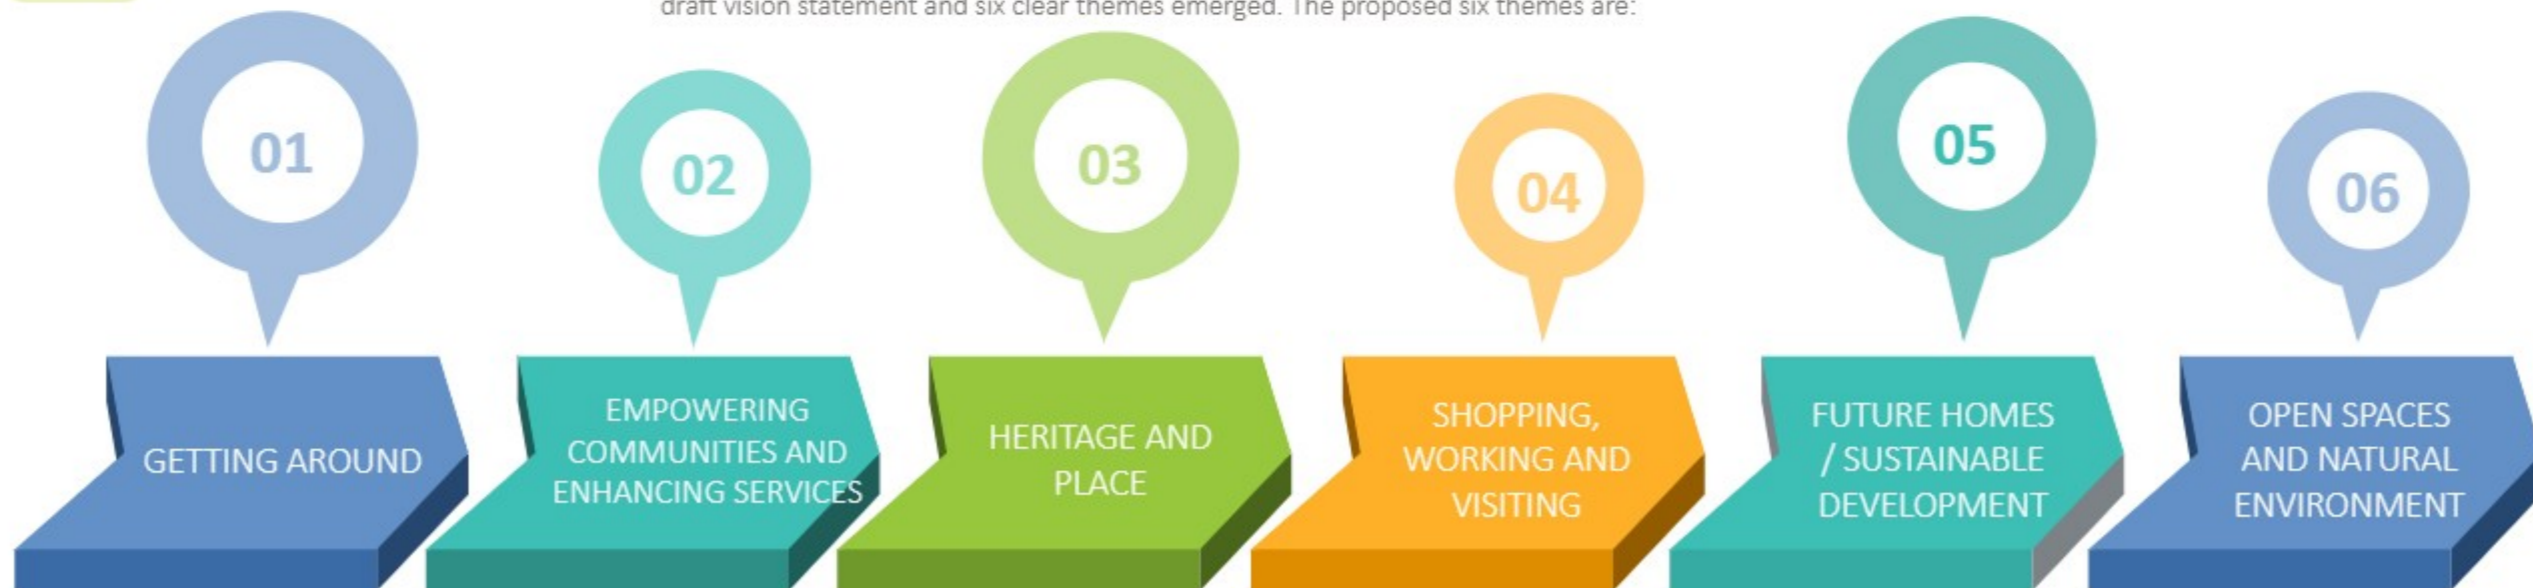 draft vision statement and six clear themes emerged. The proposed six themes are:
01
02
03
04
05
06
GETTING AROUND
EMPOWERING
COMMUNITIES AND
ENHANCING SERVICES
HERITAGE AND
PLACE
SHOPPING,
WORKING AND
VISITING
FUTURE HOMES
/ SUSTAINABLE
DEVELOPMENT
OPEN SPACES
AND NATURAL
ENVIRONMENT